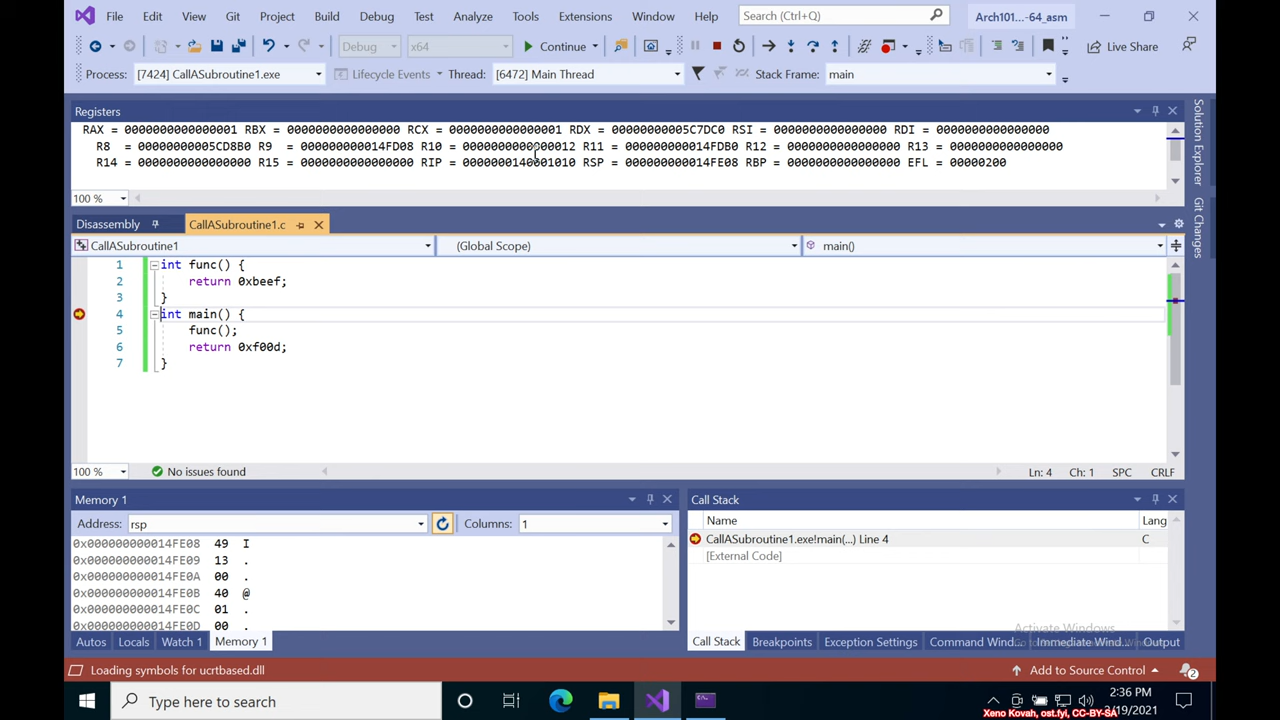 File Edit View Git Project Build Debug Test Analyze Tools Extensions Window Help Search (Ctrl+Q) Arch101...-64_asm
Debug x64 Continue Live Share
Process: [7424] CallASubroutine1.exe Lifecycle Events Thread: [6472] Main Thread Stack Frame: main
Registers
RAX = 0000000000000001 RBX = 0000000000000000 RCX = 0000000000000001 RDX = 00000000005C7DC0 RSI = 0000000000000000 RDI = 0000000000000000
R8 = 00000000005CD8B0 R9 = 000000000014FD08 R10 = 0000000000000012 R11 = 000000000014FDB0 R12 = 0000000000000000 R13 = 0000000000000000
R14 = 0000000000000000 R15 = 0000000000000000 RIP = 0000000140001010 RSP = 000000000014FE08 RBP = 0000000000000000 EFL = 00000200
100 %
Disassembly CallASubroutine1.c
CallASubroutine1 (Global Scope) main()
1 int func() {
2 return 0xbeef;
3 }
4 int main() {
5 func();
6 return 0xf00d;
7 }
100 % No issues found Ln: 4 Ch: 1 SPC CRLF
Memory 1
Address: rsp Columns: 1
0x000000000014FE08 49 I
0x000000000014FE09 13 .
0x000000000014FE0A 00 .
0x000000000014FE0B 40 @
0x000000000014FE0C 01 .
0x000000000014FE0D 00 .
Autos Locals Watch 1 Memory 1
Call Stack
Name Lang
CallASubroutine1.exe!main(...) Line 4 C
[External Code]
Activate Windows
Call Stack Breakpoints Exception Settings Command Wind... Immediate Wind... Output
Solution Explorer
Git Changes
Loading symbols for ucrtbased.dll Add to Source Control 2
Type here to search 2:36 PM
2/19/2021
Xeno Kovah, ost.fyi, CC-BY-SA